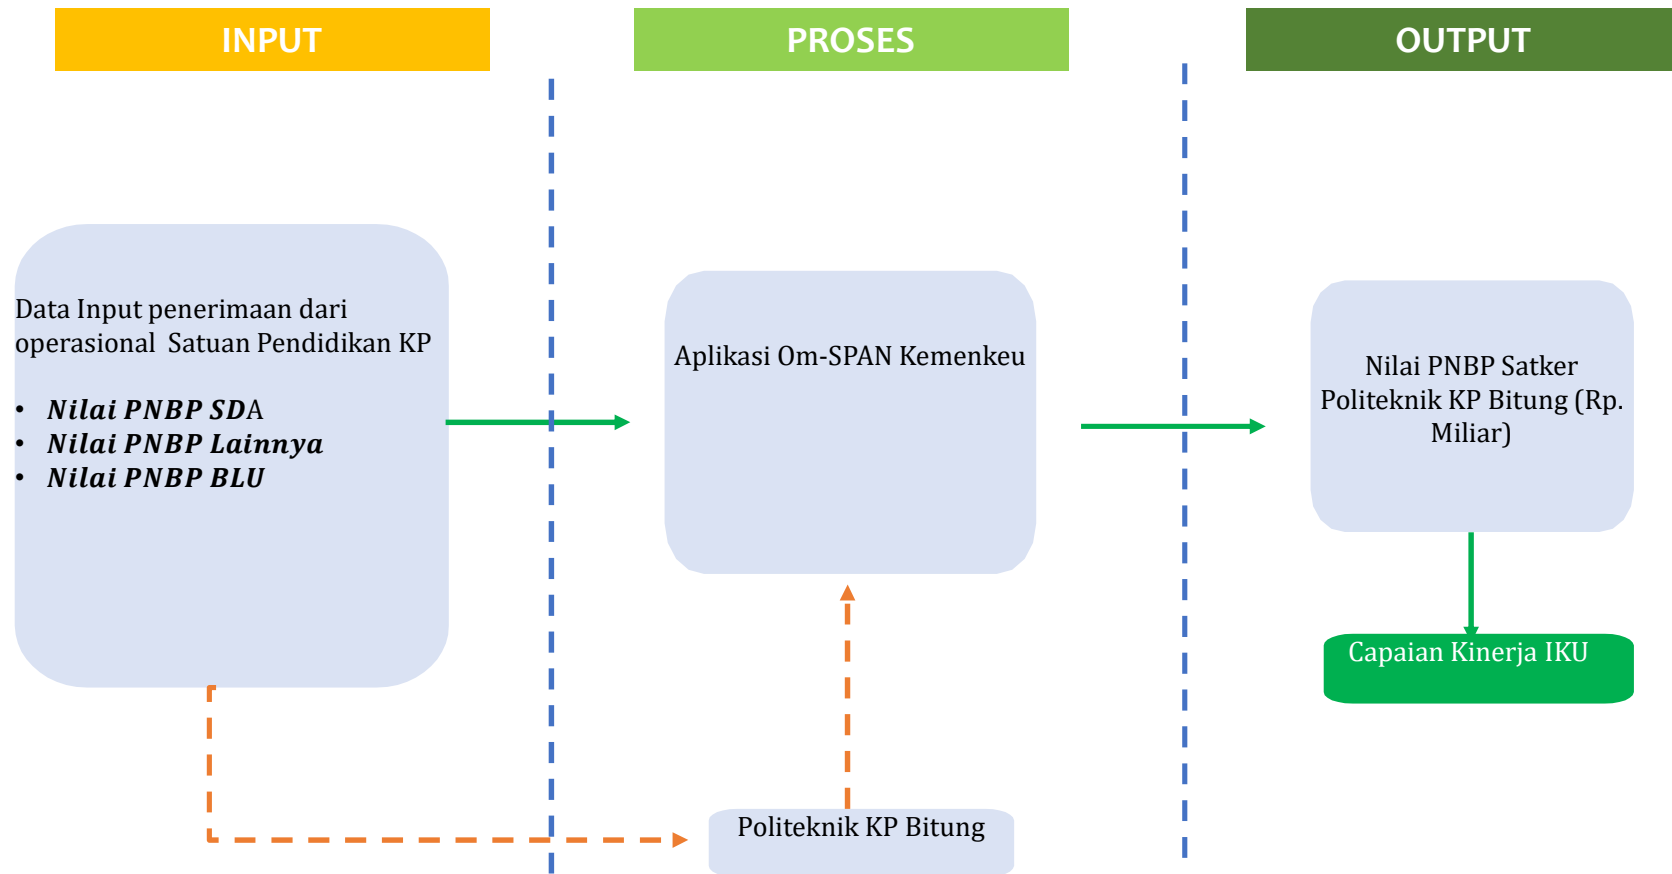 INPUT
PROSES
OUTPUT
Data Input penerimaan dari
operasional Satuan Pendidikan KP
• Nilai PNBP SDA
• Nilai PNBP Lainnya
• Nilai PNBP BLU
Aplikasi Om-SPAN Kemenkeu
Politeknik KP Bitung
Nilai PNBP Satker
Politeknik KP Bitung (Rp.
Miliar)
Capaian Kinerja IKU